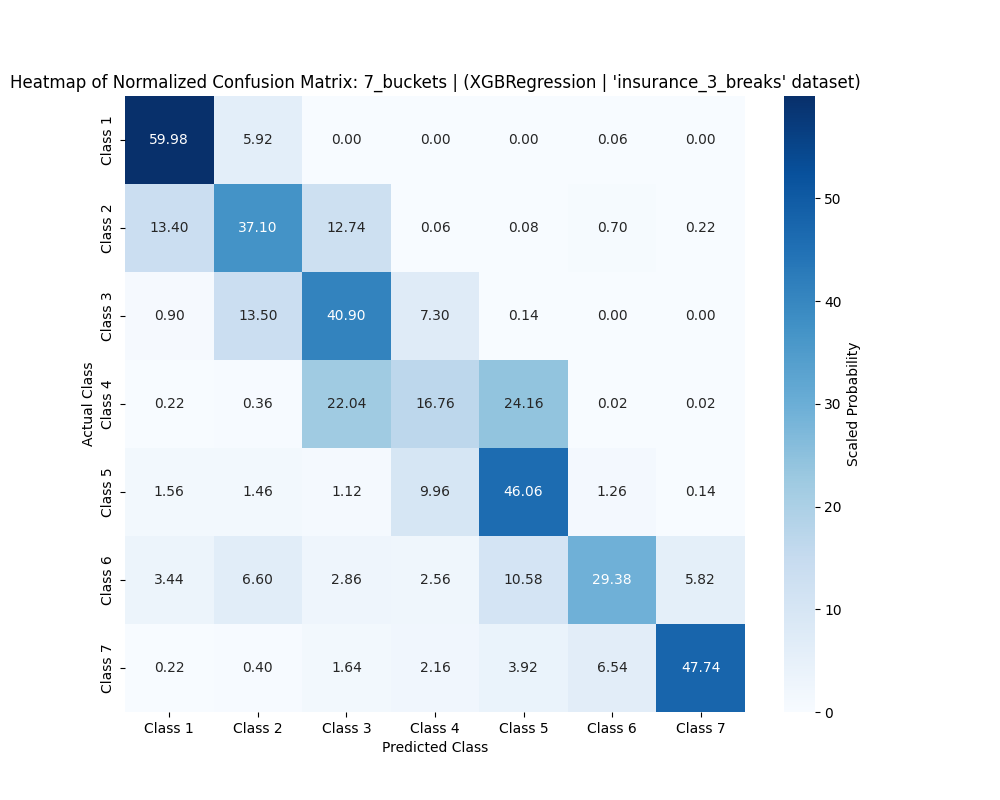 Heatmap of Normalized Confusion Matrix: 7_buckets | (XGBRegression | 'insurance_3_breaks' dataset)
Class 1 59.98 5.92 0.00 0.00 0.00 0.06 0.00
Class 2 13.40 37.10 12.74 0.06 0.08 0.70 0.22
Class 3 0.90 13.50 40.90 7.30 0.14 0.00 0.00
Class 4 0.22 0.36 22.04 16.76 24.16 0.02 0.02
Class 5 1.56 1.46 1.12 9.96 46.06 1.26 0.14
Class 6 3.44 6.60 2.86 2.56 10.58 29.38 5.82
Class 7 0.22 0.40 1.64 2.16 3.92 6.54 47.74
Class 1 Class 2 Class 3 Class 4 Class 5 Class 6 Class 7
Predicted Class
Actual Class
50
40
30
20
10
0
Scaled Probability